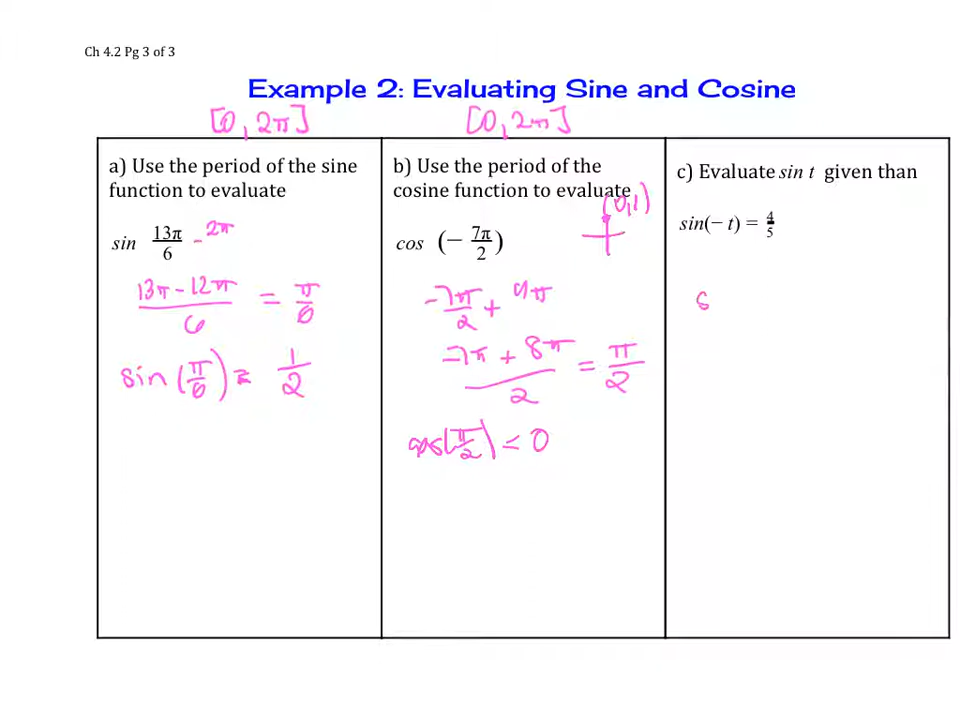 Ch 4.2 Pg 3 of 3
Example 2: Evaluating Sine and Cosine
[0, 2π]
[0, 2π]
a) Use the period of the sine
function to evaluate
sin 13π/6 - 2π
13π - 12π / 6 = π/6
sin(π/6) = 1/2
b) Use the period of the
cosine function to evaluate
(0,1)
cos (− 7π/2)
-7π/2 + 4π
-7π + 8π / 2 = π/2
cos(π/2) = 0
c) Evaluate sin t given than
sin(− t) = 4/5
s